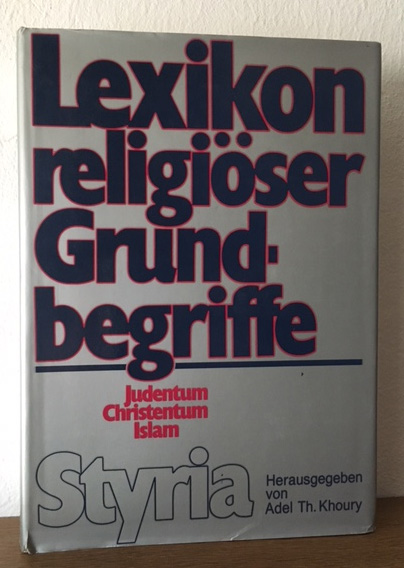 Lexikon
religiöser
Grund-
begriffe
Judentum
Christentum
Islam
Styria
Herausgegeben
von
Adel Th. Khoury